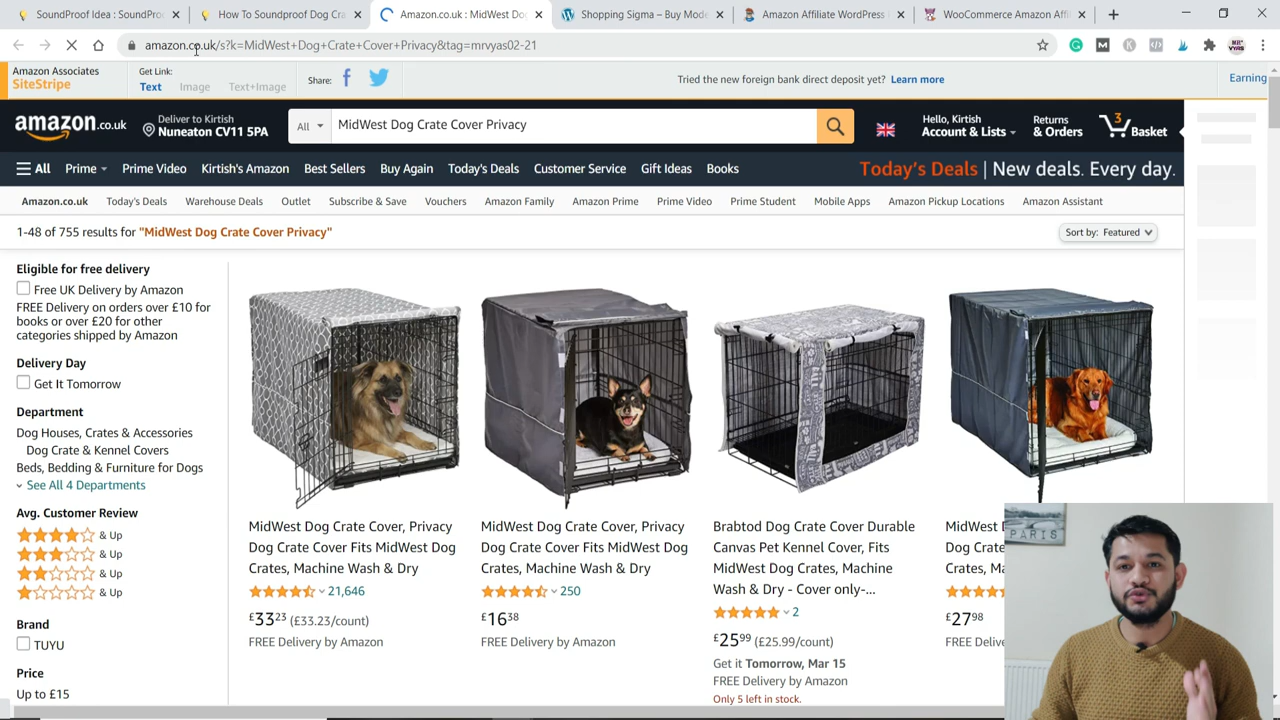 SoundProof Idea : SoundProo
How To Soundproof Dog Cra
Amazon.co.uk : MidWest Do
Shopping Sigma – Buy Mode
Amazon Affiliate WordPress
WooCommerce Amazon Affi
amazon.co.uk/s?k=MidWest+Dog+Crate+Cover+Privacy&tag=mrvyas02-21
Amazon Associates
SiteStripe
Get Link:
Text Image Text+Image
Share:
Tried the new foreign bank direct deposit yet? Learn more
Earning
amazon.co.uk
Deliver to Kirtish
Nuneaton CV11 5PA
All
MidWest Dog Crate Cover Privacy
Hello, Kirtish
Account & Lists
Returns
& Orders
3
Basket
All Prime Prime Video Kirtish's Amazon Best Sellers Buy Again Today's Deals Customer Service Gift Ideas Books
Today's Deals | New deals. Every day.
Amazon.co.uk Today's Deals Warehouse Deals Outlet Subscribe & Save Vouchers Amazon Family Amazon Prime Prime Video Prime Student Mobile Apps Amazon Pickup Locations Amazon Assistant
1-48 of 755 results for "MidWest Dog Crate Cover Privacy"
Sort by: Featured
Eligible for free delivery
Free UK Delivery by Amazon
FREE Delivery on orders over £10 for
books or over £20 for other
categories shipped by Amazon
Delivery Day
Get It Tomorrow
Department
Dog Houses, Crates & Accessories
Dog Crate & Kennel Covers
Beds, Bedding & Furniture for Dogs
See All 4 Departments
Avg. Customer Review
& Up
& Up
& Up
& Up
Brand
TUYU
Price
Up to £15
MidWest Dog Crate Cover, Privacy
Dog Crate Cover Fits MidWest Dog
Crates, Machine Wash & Dry
21,646
£33 23 (£33.23/count)
FREE Delivery by Amazon
MidWest Dog Crate Cover, Privacy
Dog Crate Cover Fits MidWest Dog
Crates, Machine Wash & Dry
250
£16 38
FREE Delivery by Amazon
Brabtod Dog Crate Cover Durable
Canvas Pet Kennel Cover, Fits
MidWest Dog Crates, Machine
Wash & Dry - Cover only-...
2
£25 99 (£25.99/count)
Get it Tomorrow, Mar 15
FREE Delivery by Amazon
Only 5 left in stock.
MidWest D
Dog Crate
Crates, Ma
£27 98
FREE Delive
PARIS